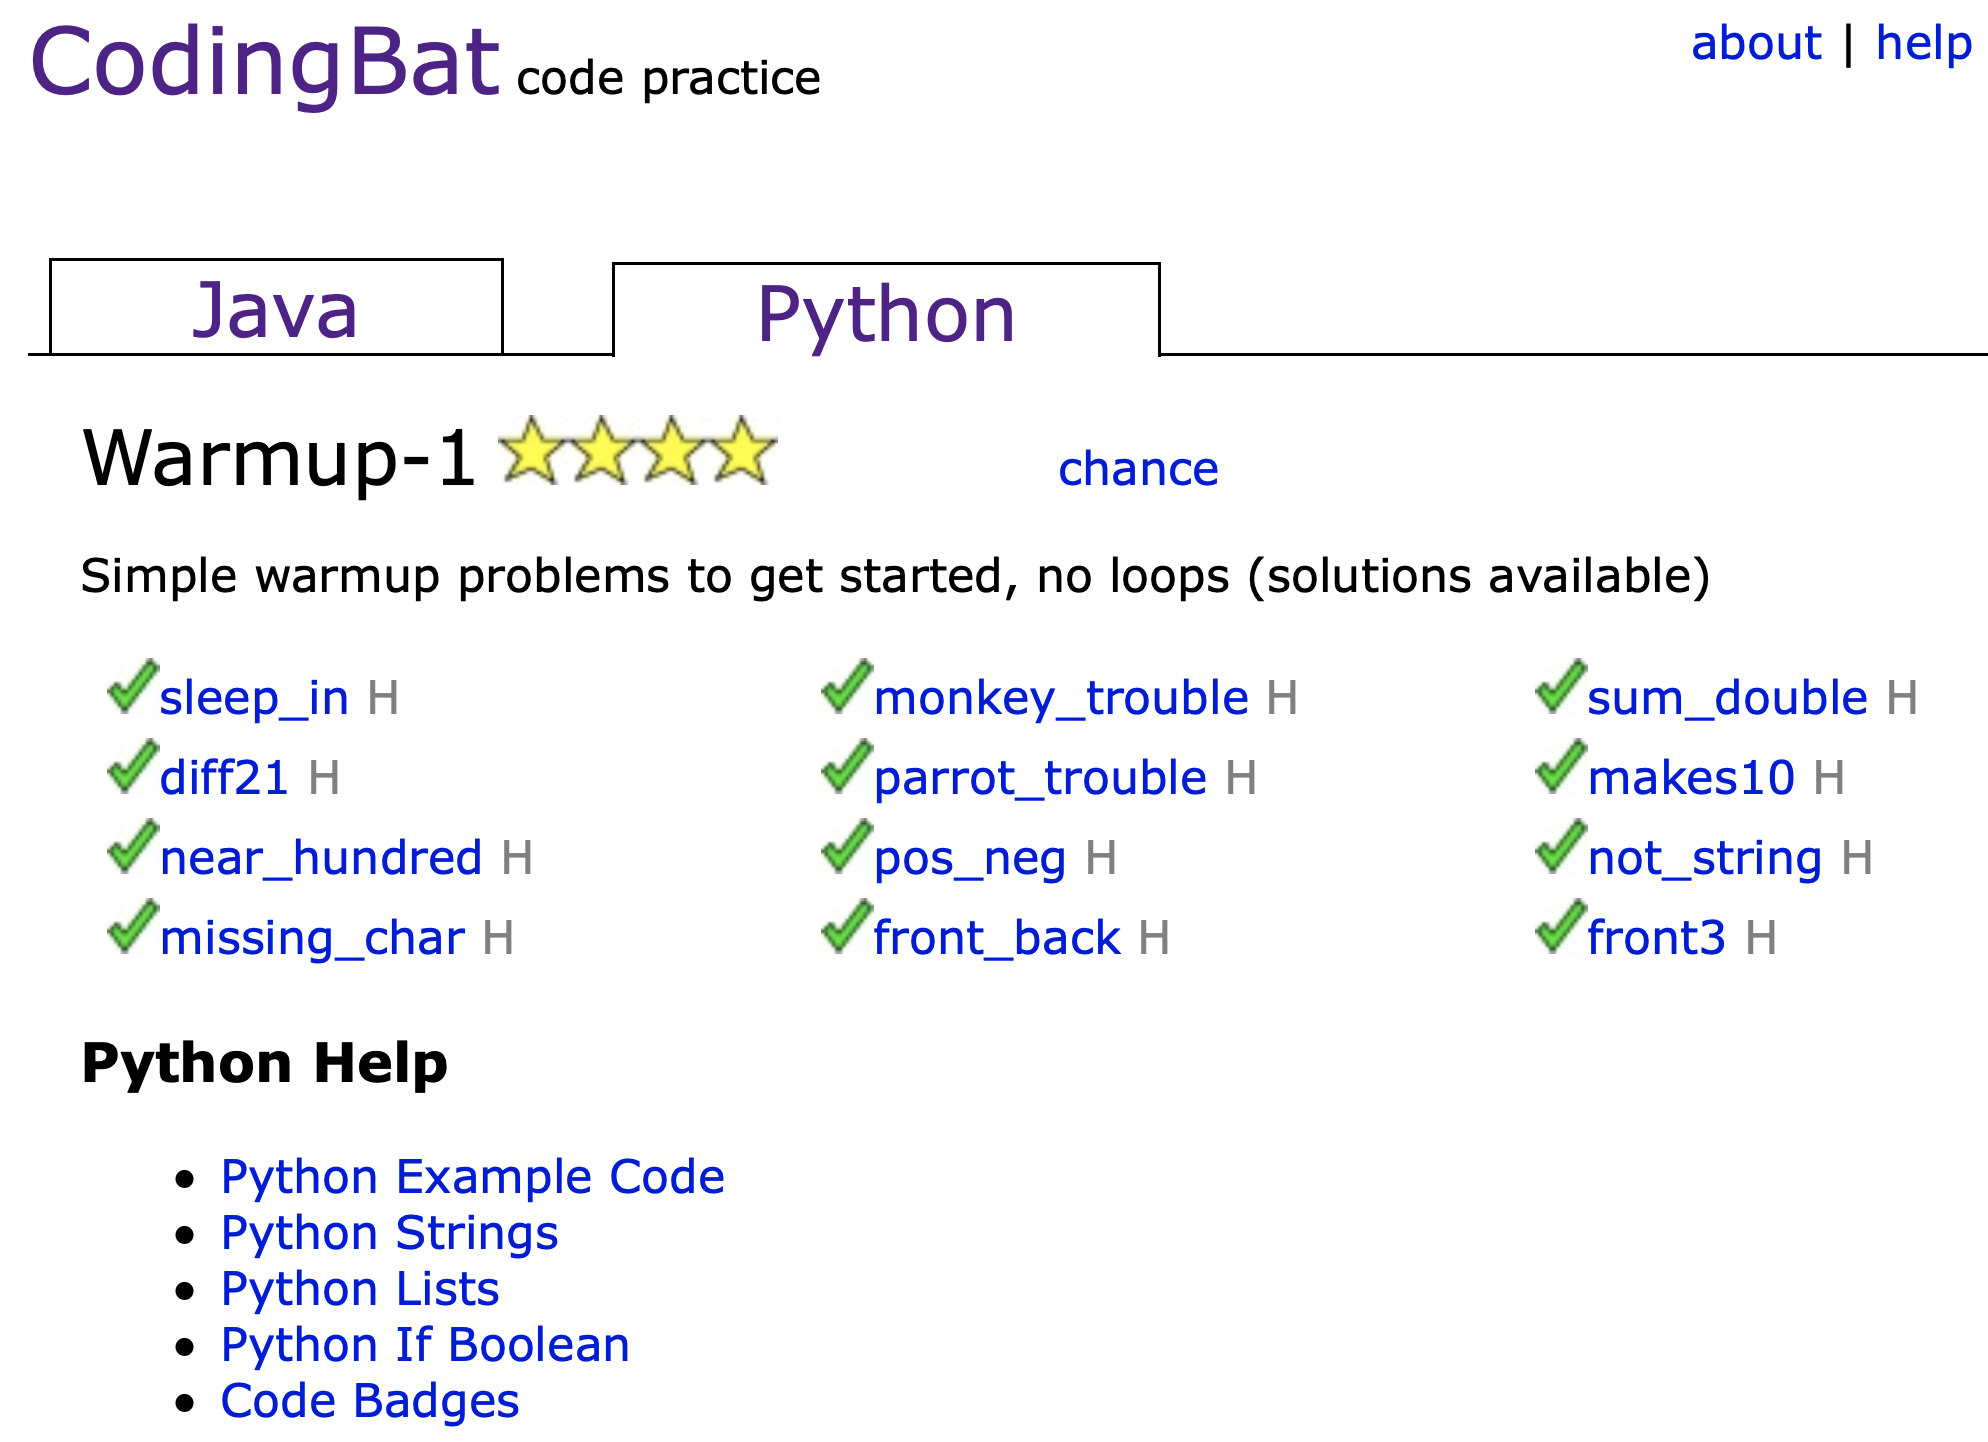 CodingBat code practice
about | help
Java
Python
Warmup-1
chance
Simple warmup problems to get started, no loops (solutions available)
sleep_in H monkey_trouble H sum_double H
diff21 H parrot_trouble H makes10 H
near_hundred H pos_neg H not_string H
missing_char H front_back H front3 H
Python Help
Python Example Code
Python Strings
Python Lists
Python If Boolean
Code Badges